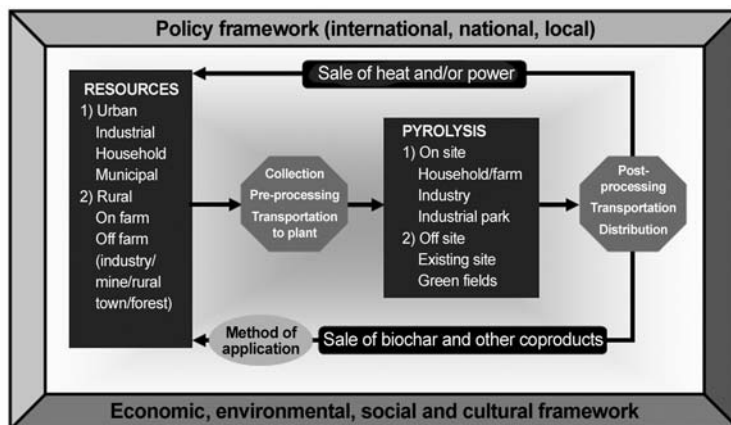 Policy framework (international, national, local)
Sale of heat and/or power
RESOURCES
1) Urban
Industrial
Household
Municipal
2) Rural
On farm
Off farm
(industry/
mine/rural
town/forest)
Collection
Pre-processing
Transportation
to plant
PYROLYSIS
1) On site
Household/farm
Industry
Industrial park
2) Off site
Existing site
Green fields
Post-
processing
Transportation
Distribution
Method of
application
Sale of biochar and other coproducts
Economic, environmental, social and cultural framework